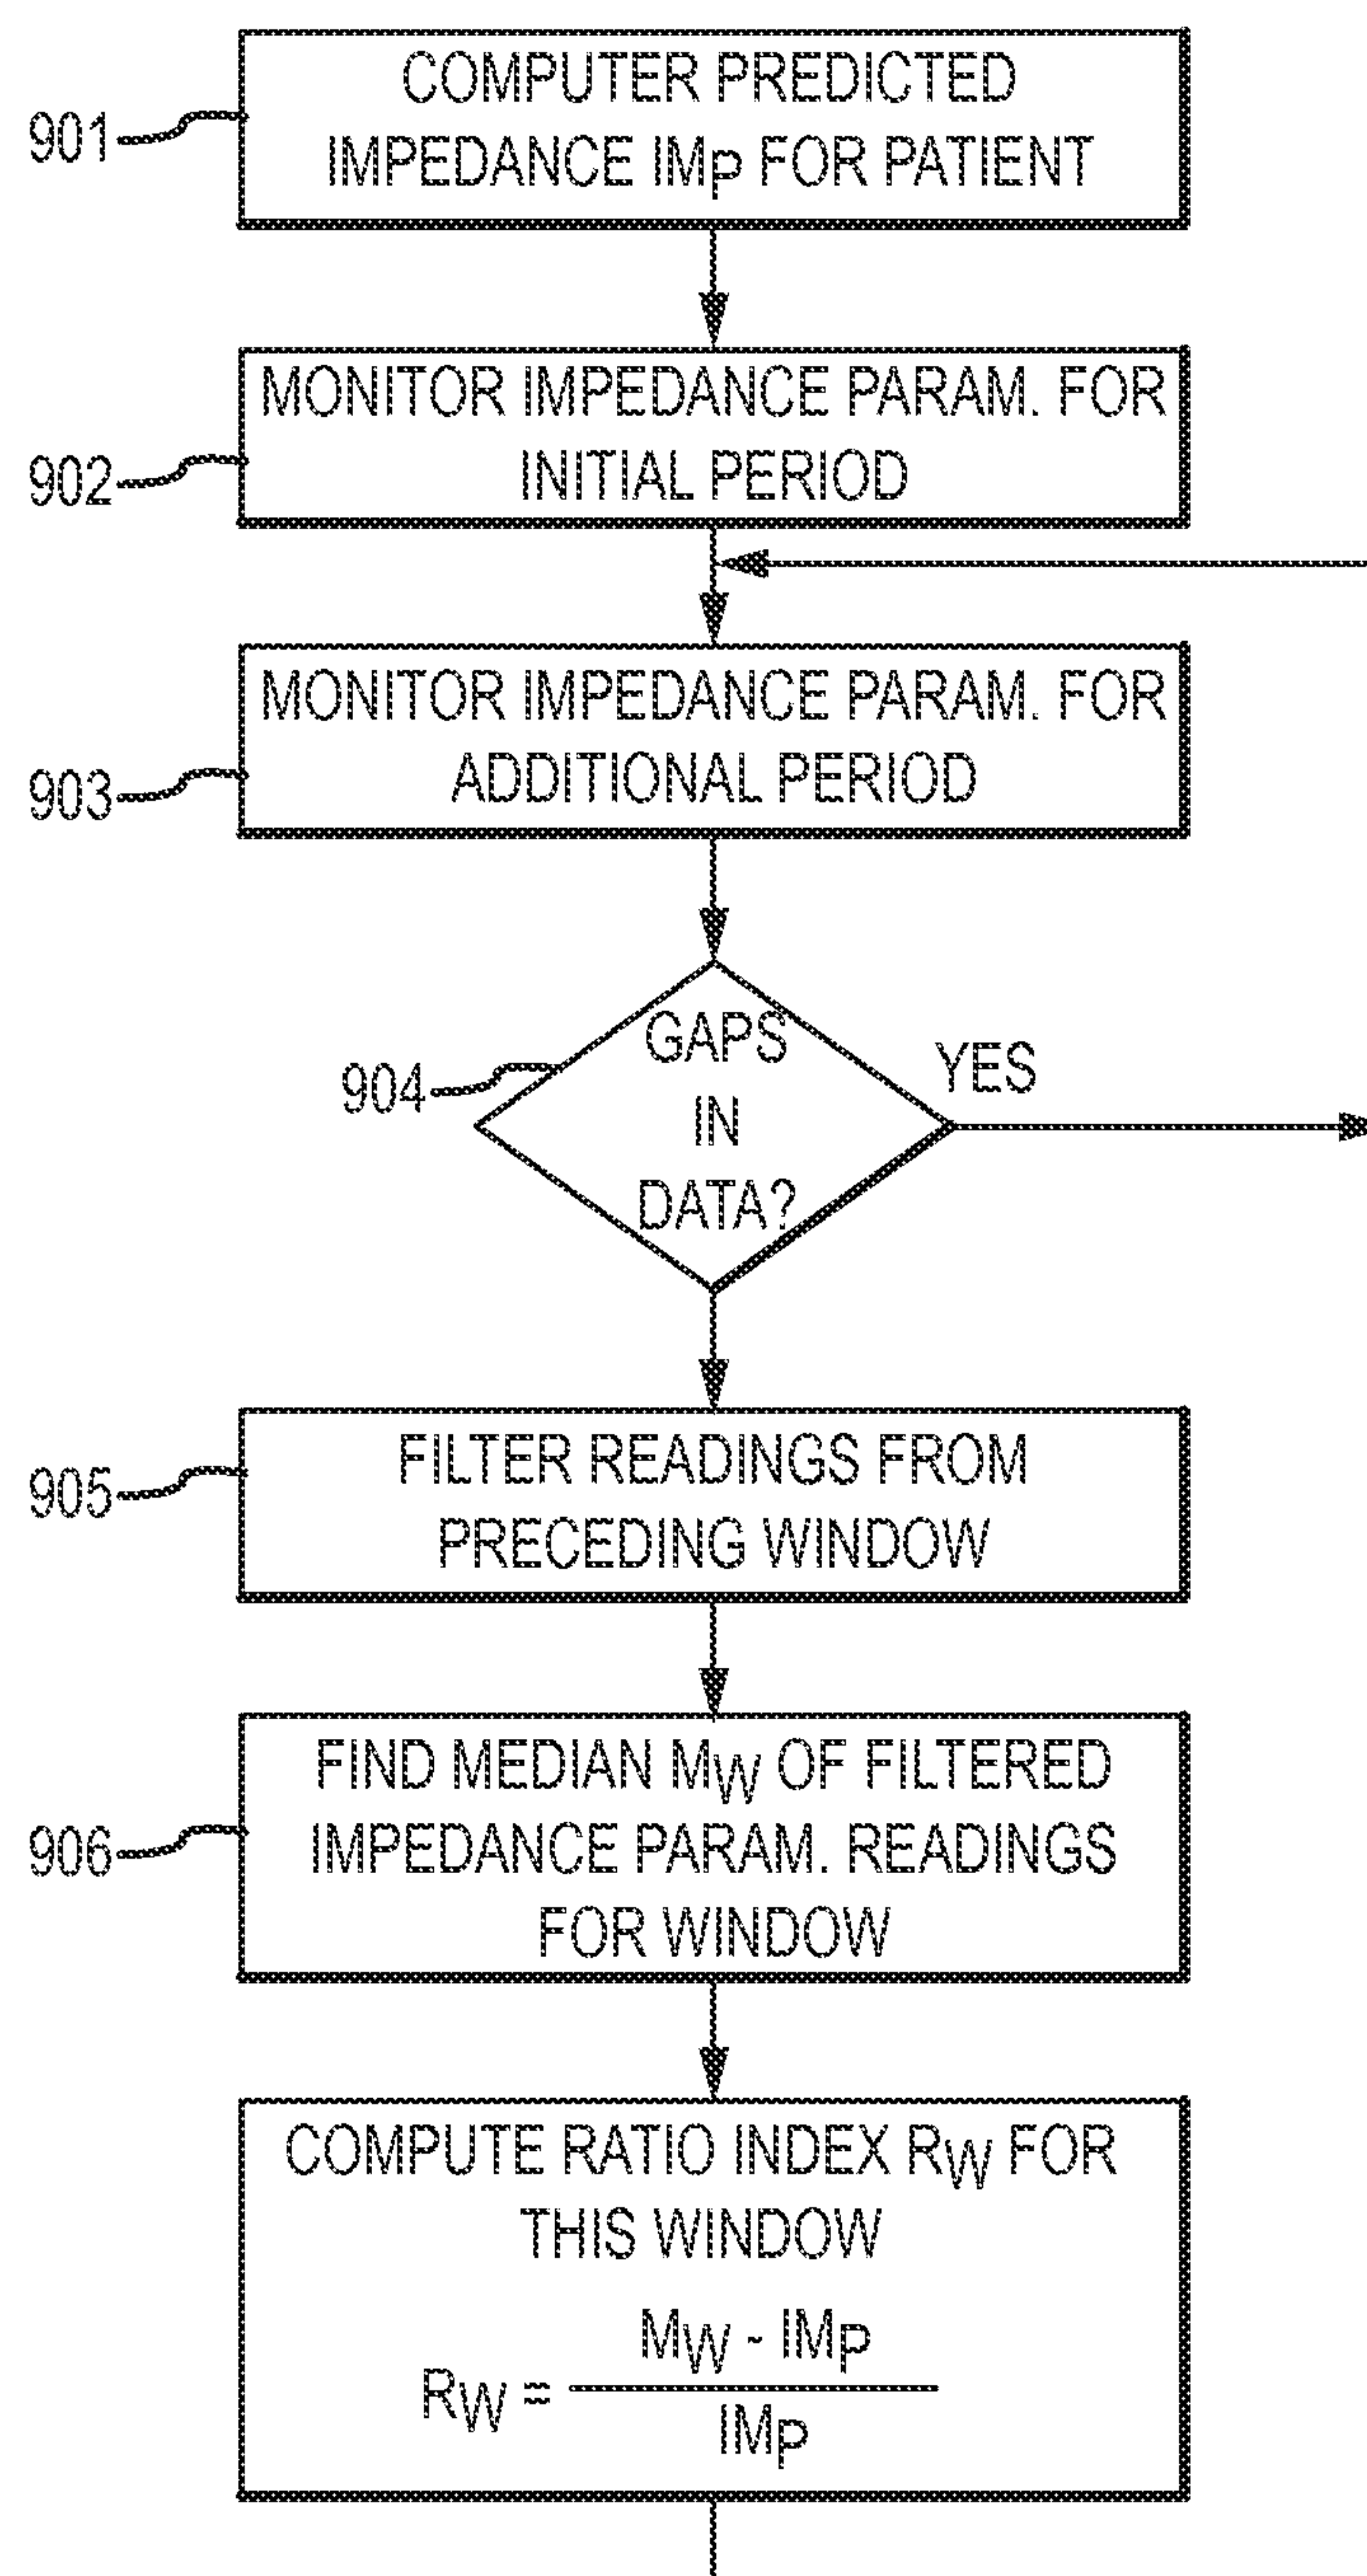 COMPUTER PREDICTED
IMPEDANCE IMP FOR PATIENT
901
MONITOR IMPEDANCE PARAM. FOR
INITIAL PERIOD
902
MONITOR IMPEDANCE PARAM. FOR
ADDITIONAL PERIOD
903
GAPS
IN
DATA?
904
YES
FILTER READINGS FROM
PRECEDING WINDOW
905
FIND MEDIAN MW OF FILTERED
IMPEDANCE PARAM. READINGS
FOR WINDOW
906
COMPUTE RATIO INDEX RW FOR
THIS WINDOW
MW - IMP
RW =
IMP